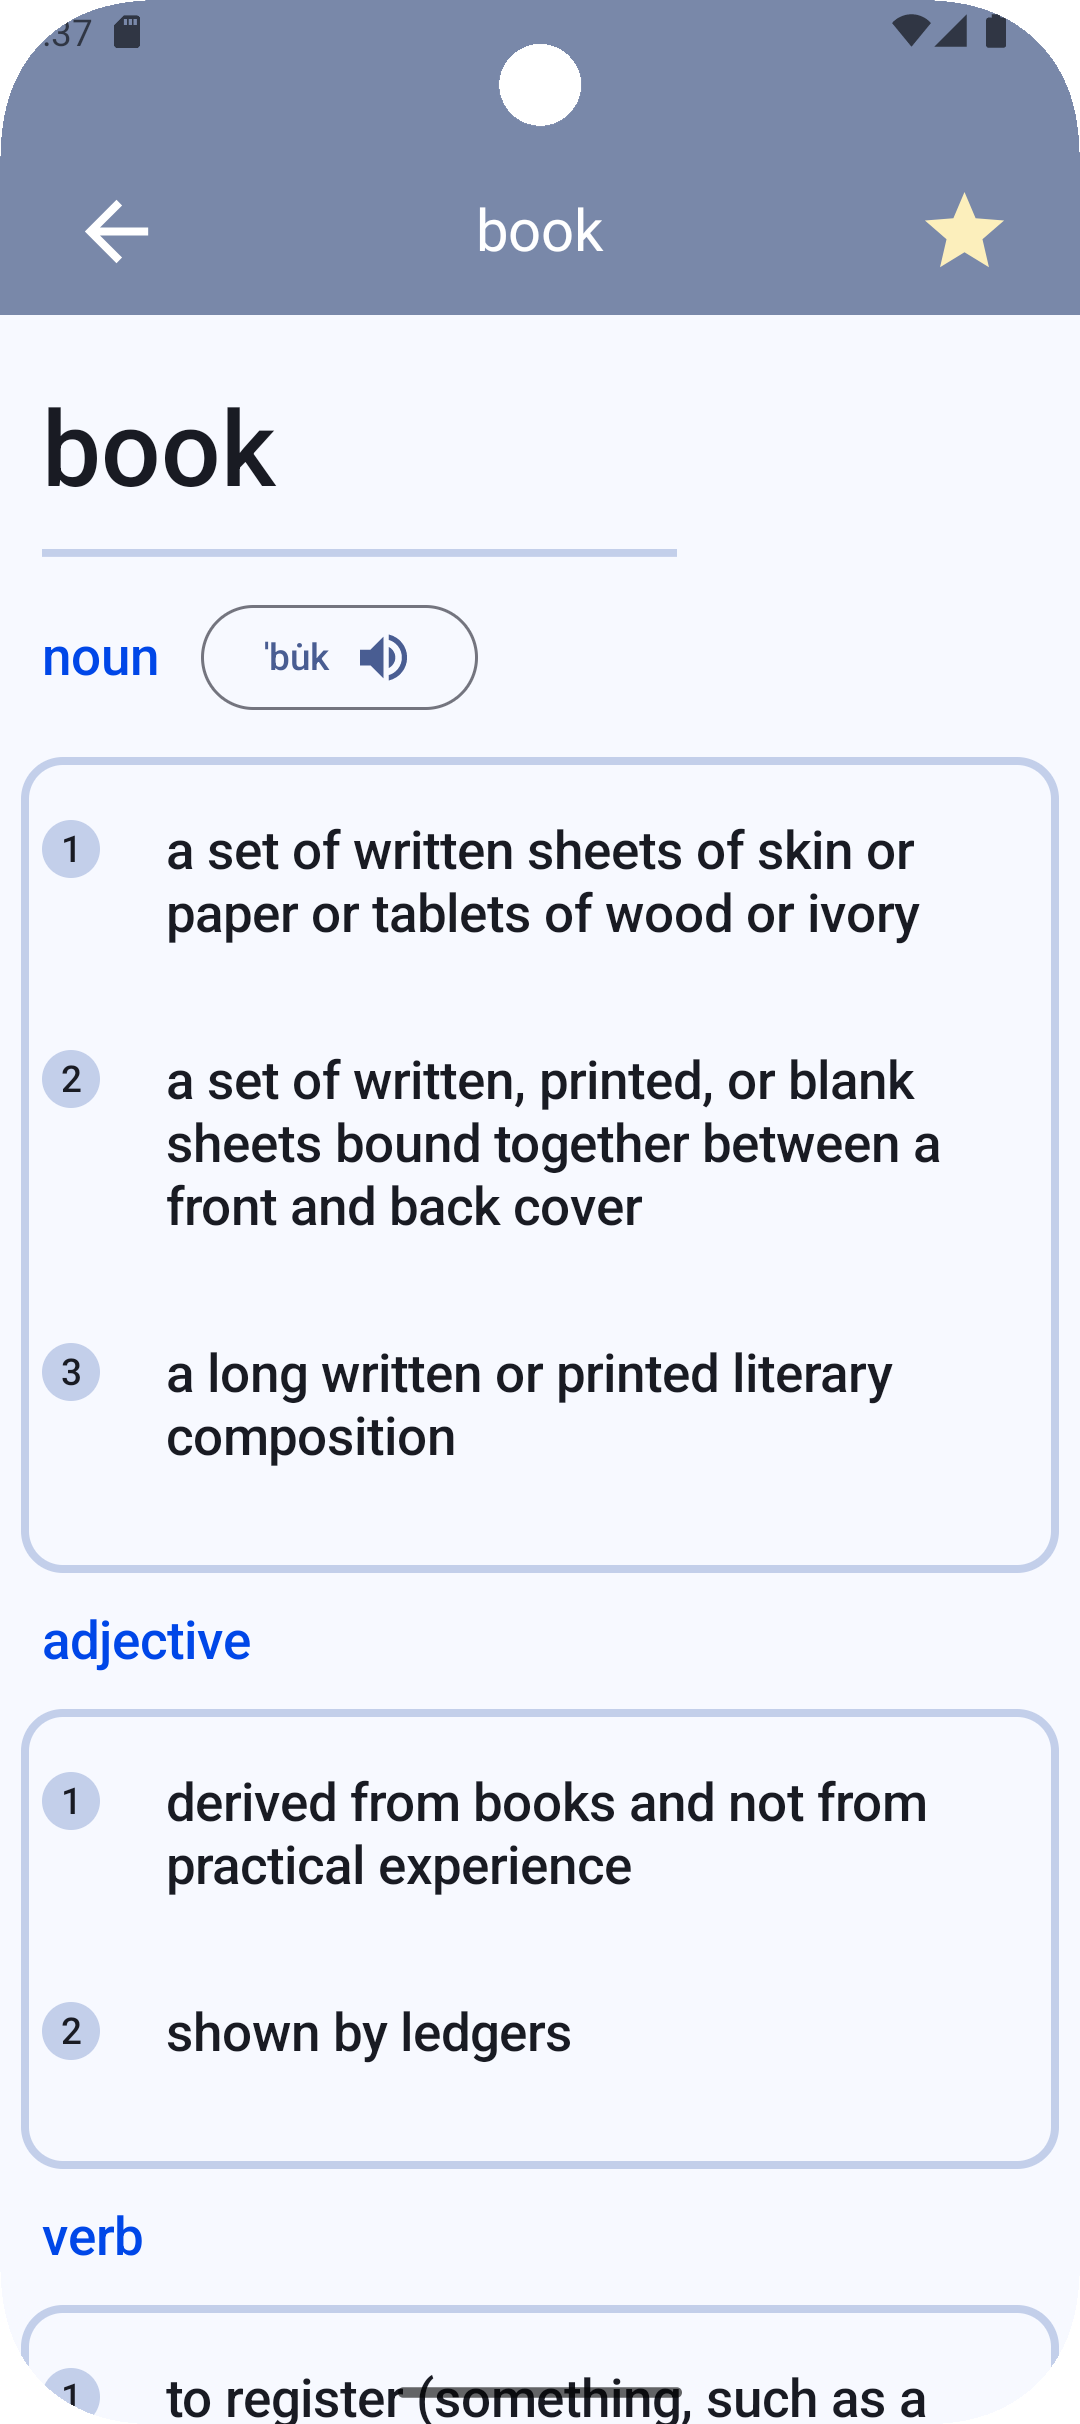 :37
book
book
noun
ˈbu̇k
1
a set of written sheets of skin or
paper or tablets of wood or ivory
2
a set of written, printed, or blank
sheets bound together between a
front and back cover
3
a long written or printed literary
composition
adjective
1
derived from books and not from
practical experience
2
shown by ledgers
verb
1
to register (something, such as a